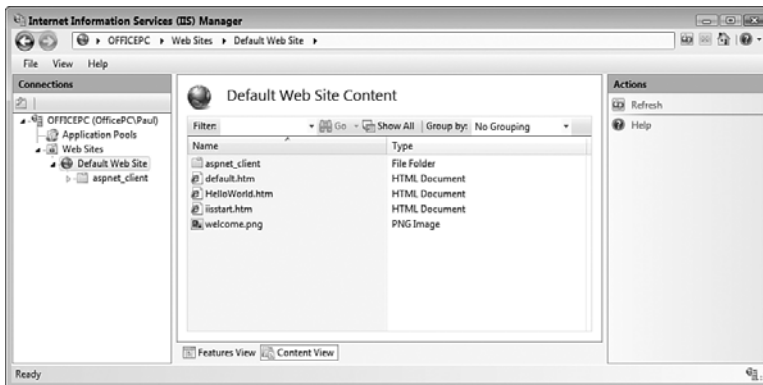 Internet Information Services (IIS) Manager
OFFICEPC Web Sites Default Web Site
File View Help
Connections
OFFICEPC (OfficePC\Paul)
Application Pools
Web Sites
Default Web Site
aspnet_client
Default Web Site Content
Filter: Go Show All Group by: No Grouping
Name Type
aspnet_client File Folder
default.htm HTML Document
HelloWorld.htm HTML Document
iisstart.htm HTML Document
welcome.png PNG Image
Features View Content View
Actions
Refresh
Help
Ready